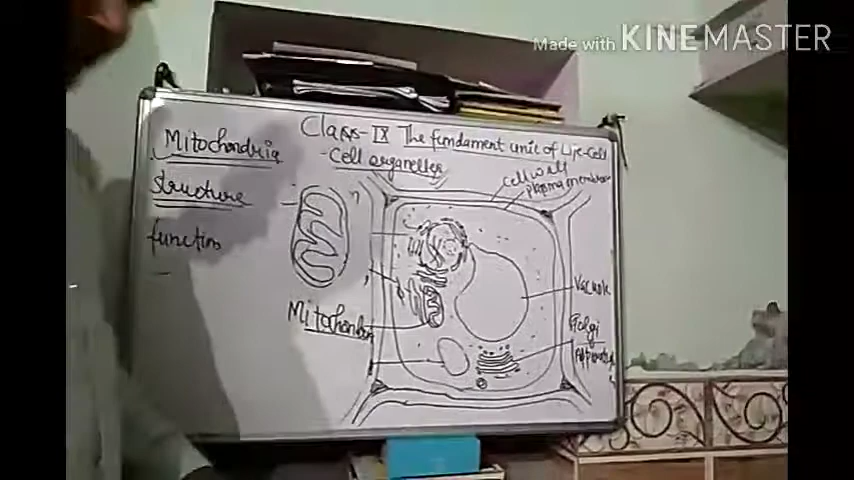 Made with KINEMASTER
Class-IX The fundament unit of Life-Cell
- Cell organelles
Mitochondria
structure
function
cell wall
plasma membran
Mitochondria
Vacuole
Golgi
Apparatus